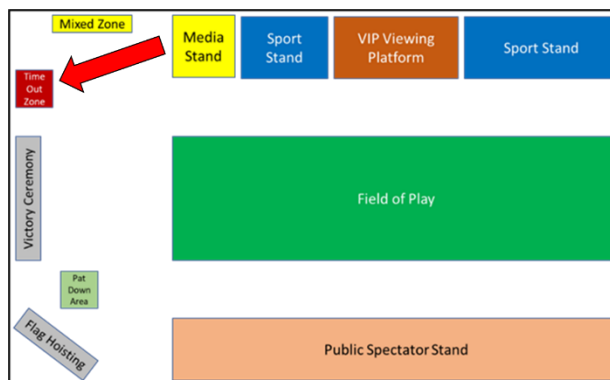 Mixed Zone
Media
Stand
Sport
Stand
VIP Viewing
Platform
Sport Stand
Time
Out
Zone
Victory Ceremony
Field of Play
Pat
Down
Area
Flag Hoisting
Public Spectator Stand